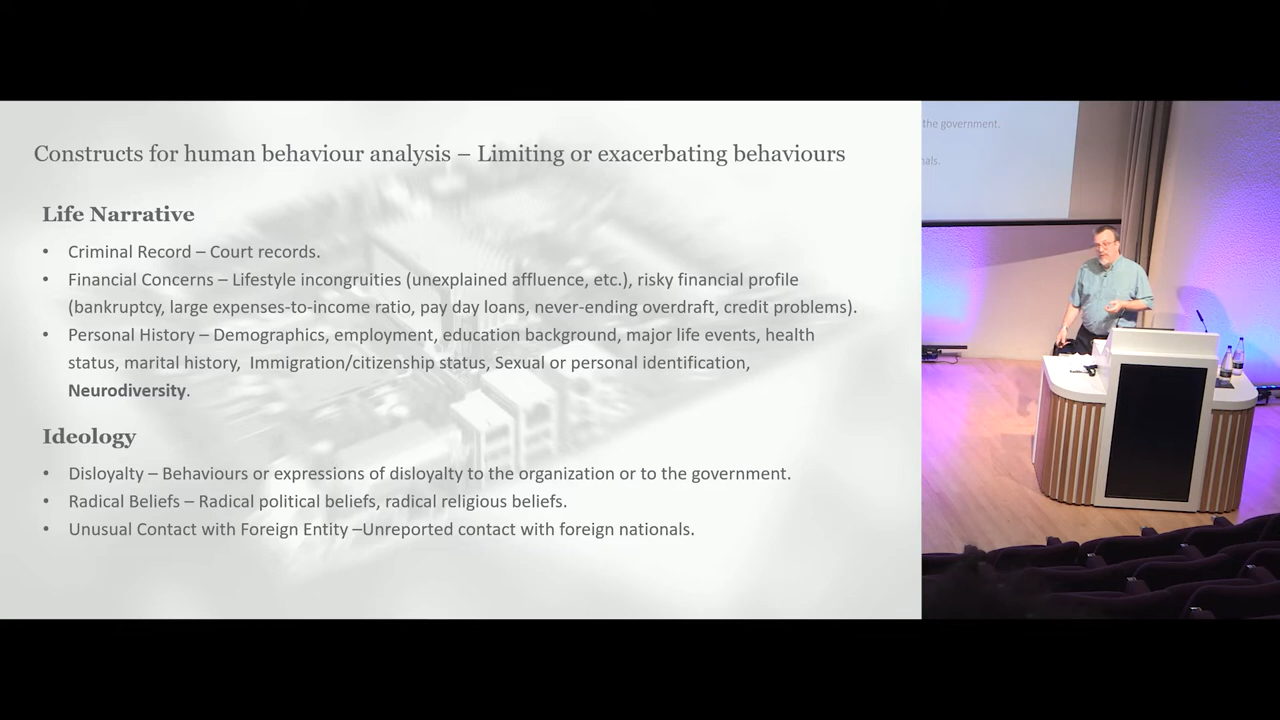 Constructs for human behaviour analysis – Limiting or exacerbating behaviours
Life Narrative
• Criminal Record – Court records.
• Financial Concerns – Lifestyle incongruities (unexplained affluence, etc.), risky financial profile
(bankruptcy, large expenses-to-income ratio, pay day loans, never-ending overdraft, credit problems).
• Personal History – Demographics, employment, education background, major life events, health
status, marital history, Immigration/citizenship status, Sexual or personal identification,
Neurodiversity.
Ideology
• Disloyalty – Behaviours or expressions of disloyalty to the organization or to the government.
• Radical Beliefs – Radical political beliefs, radical religious beliefs.
• Unusual Contact with Foreign Entity –Unreported contact with foreign nationals.
the government.
nals.